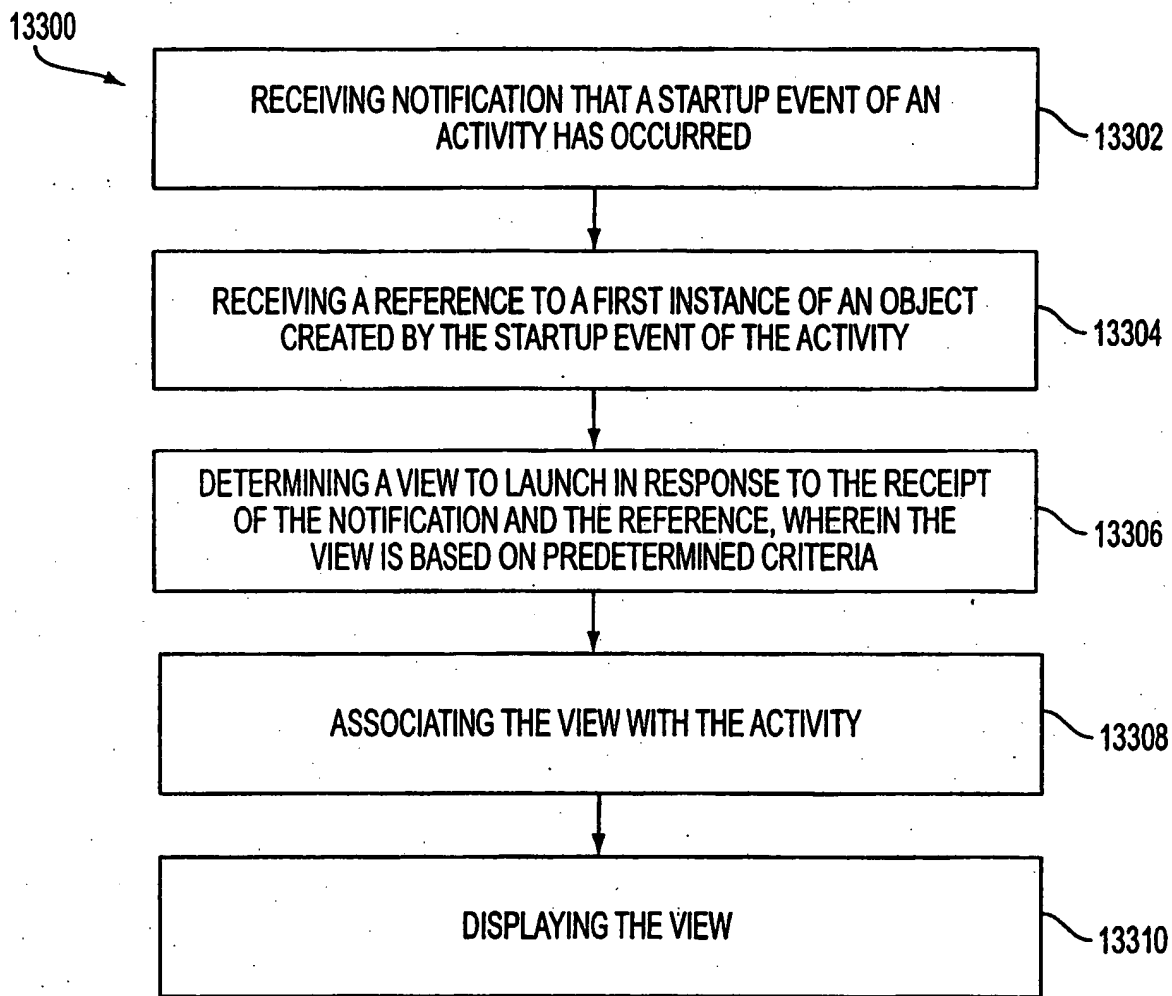 13300
RECEIVING NOTIFICATION THAT A STARTUP EVENT OF AN
ACTIVITY HAS OCCURRED
13302
RECEIVING A REFERENCE TO A FIRST INSTANCE OF AN OBJECT
CREATED BY THE STARTUP EVENT OF THE ACTIVITY
13304
DETERMINING A VIEW TO LAUNCH IN RESPONSE TO THE RECEIPT
OF THE NOTIFICATION AND THE REFERENCE, WHEREIN THE
VIEW IS BASED ON PREDETERMINED CRITERIA
13306
ASSOCIATING THE VIEW WITH THE ACTIVITY
13308
DISPLAYING THE VIEW
13310